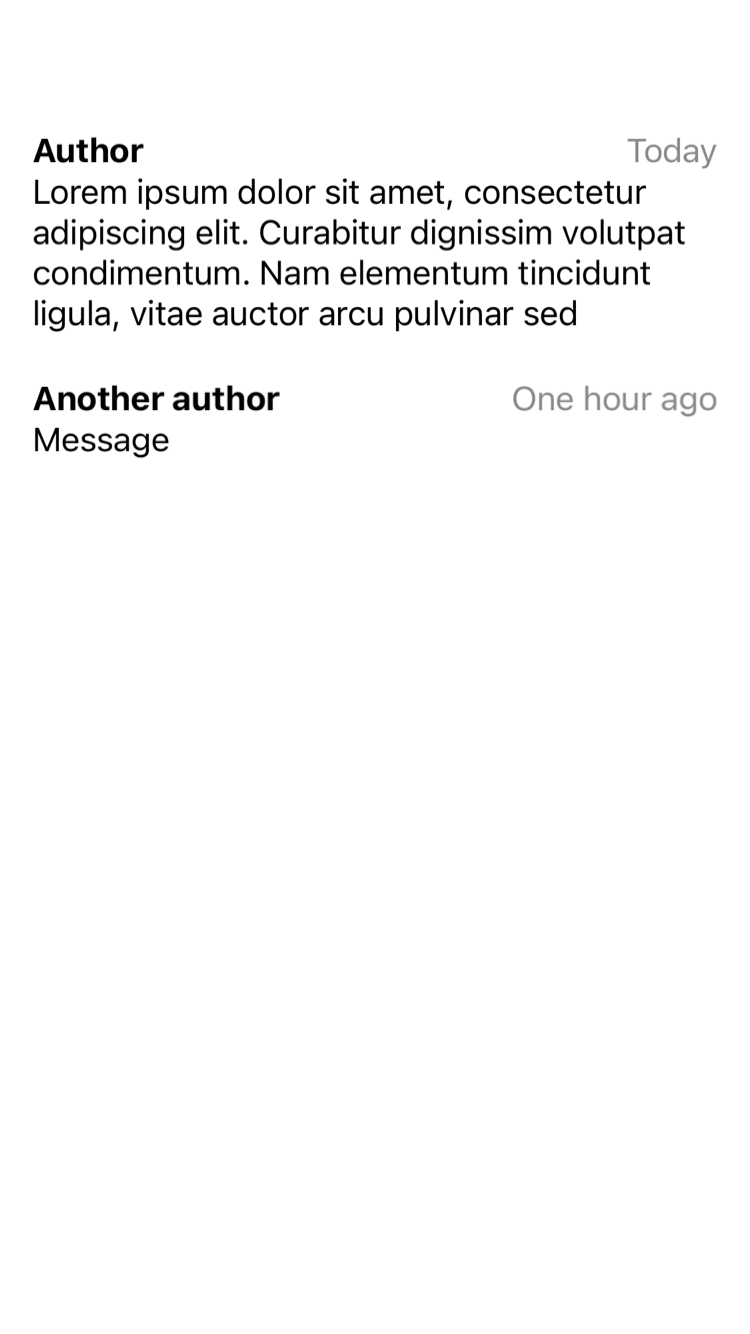 Author Today
Lorem ipsum dolor sit amet, consectetur
adipiscing elit. Curabitur dignissim volutpat
condimentum. Nam elementum tincidunt
ligula, vitae auctor arcu pulvinar sed
Another author One hour ago
Message